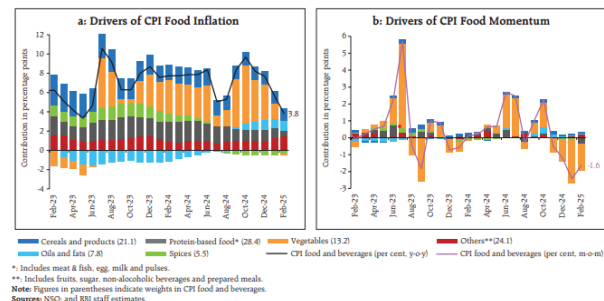 a: Drivers of CPI Food Inflation
b: Drivers of CPI Food Momentum
Contribution in percentage points
12
10
8
6
4
2
0
-2
-4
3.8
Feb-23
Apr-23
Jun-23
Aug-23
Oct-23
Dec-23
Feb-24
Apr-24
Jun-24
Aug-24
Oct-24
Dec-24
Feb-25
Contribution in percentage points
6
5
4
3
2
1
0
-1
-2
-3
-4
-1.6
Feb-23
Apr-23
Jun-23
Aug-23
Oct-23
Dec-23
Feb-24
Apr-24
Jun-24
Aug-24
Oct-24
Dec-24
Feb-25
Cereals and products (21.1)
Protein-based food* (28.4)
Vegetables (13.2)
Others**(24.1)
Oils and fats (7.8)
Spices (5.5)
CPI food and beverages (per cent, y-o-y)
CPI food and beverages (per cent, m-o-m)
*: Includes meat & fish, egg, milk and pulses.
**: Includes fruits, sugar, non-alcoholic beverages and prepared meals.
Note: Figures in parentheses indicate weights in CPI food and beverages.
Sources: NSO; and RBI staff estimates.